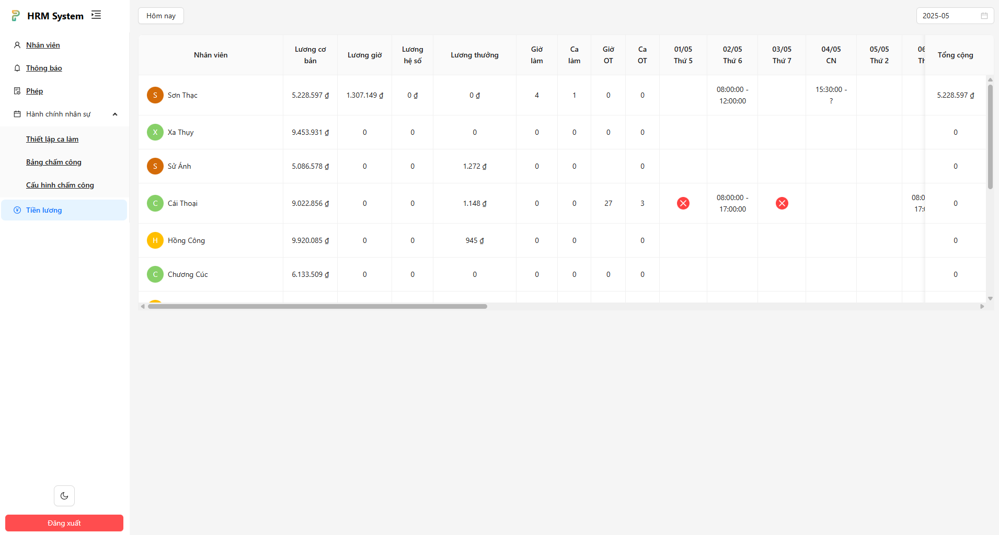 HRM System
Nhân viên
Thông báo
Phép
Hành chính nhân sự
Thiết lập ca làm
Bảng chấm công
Cấu hình chấm công
Tiền lương
Đăng xuất
Hôm nay
2025-05
Nhân viên
Lương cơ
bản
Lương giờ
Lương
hệ số
Lương thưởng
Giờ
làm
Ca
làm
Giờ
OT
Ca
OT
01/05
Thứ 5
02/05
Thứ 6
03/05
Thứ 7
04/05
CN
05/05
Thứ 2
06
Th
Tổng cộng
S Sơn Thạc 5.228.597 ₫ 1.307.149 ₫ 0 ₫ 0 ₫ 4 1 0 0
08:00:00 -
12:00:00
15:30:00 -
?
5.228.597 ₫
X Xa Thụy 9.453.931 ₫ 0 0 0 0 0 0 0 0
S Sử Ánh 5.086.578 ₫ 0 0 1.272 ₫ 0 0 0 0
C Cái Thoại 9.022.856 ₫ 0 0 1.148 ₫ 0 0 27 3
08:00:00 -
17:00:00
08:0
17:0
0
H Hồng Công 9.920.085 ₫ 0 0 945 ₫ 0 0 0 0
C Chương Cúc 6.133.509 ₫ 0 0 0 0 0 0 0 0